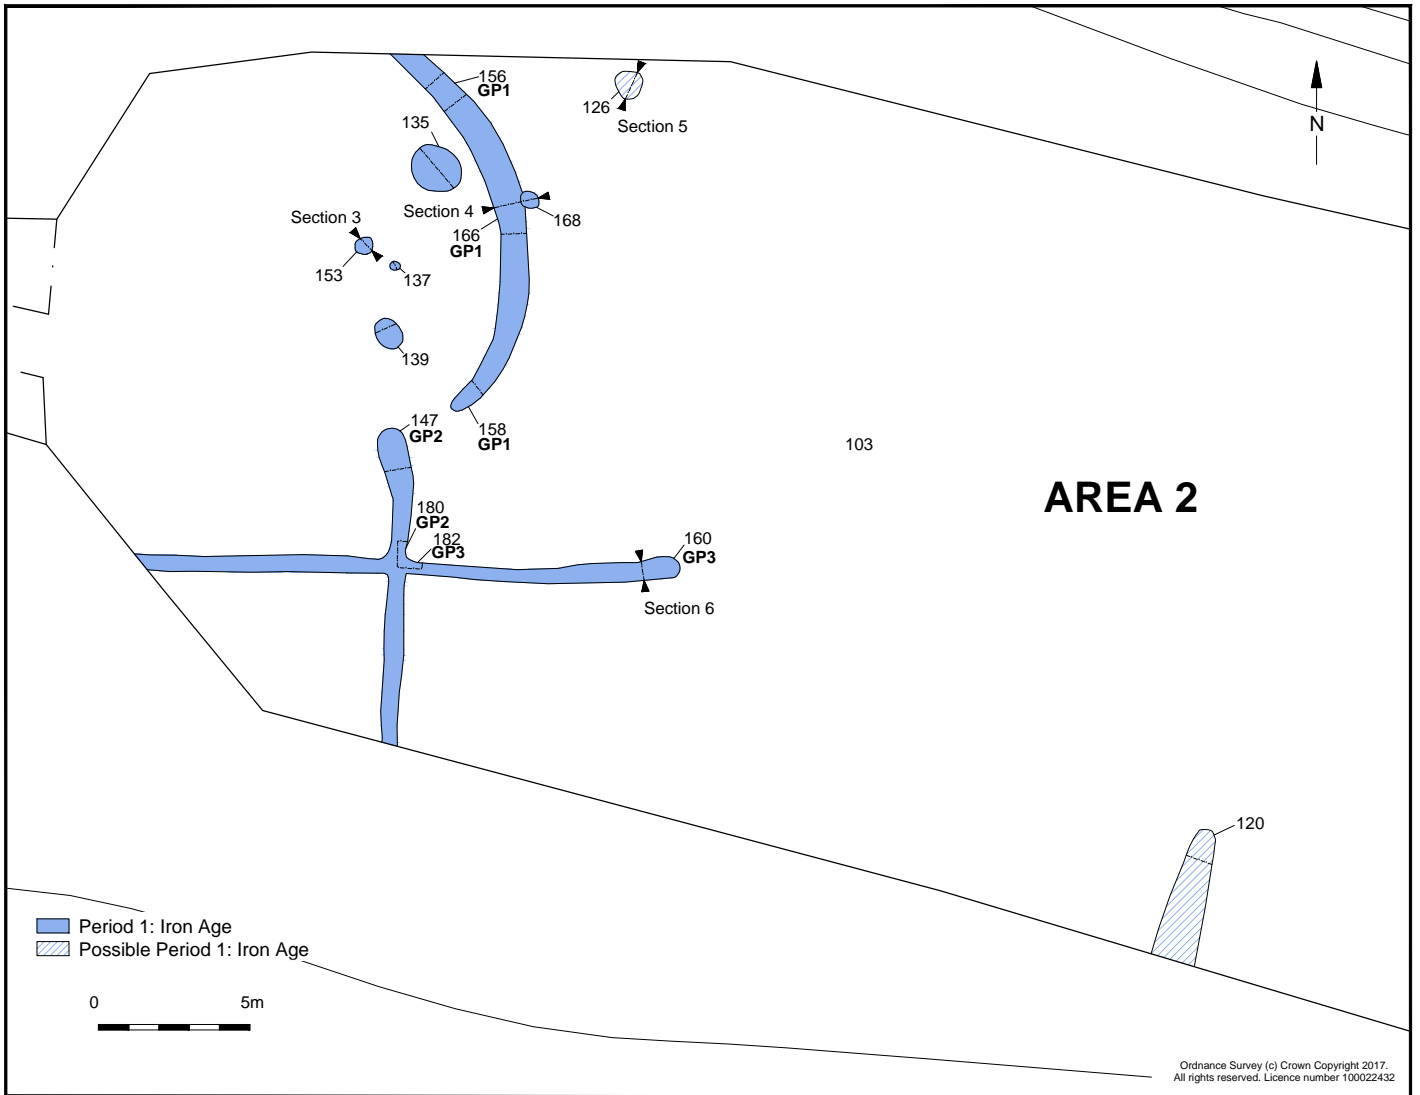 156
GP1
126
Section 5
135
N
Section 3
Section 4
168
166
GP1
153
137
139
147
GP2
158
GP1
103
AREA 2
180
GP2
182
GP3
160
GP3
Section 6
120
Period 1: Iron Age
Possible Period 1: Iron Age
0 5m
Ordnance Survey (c) Crown Copyright 2017.
All rights reserved. Licence number 100022432